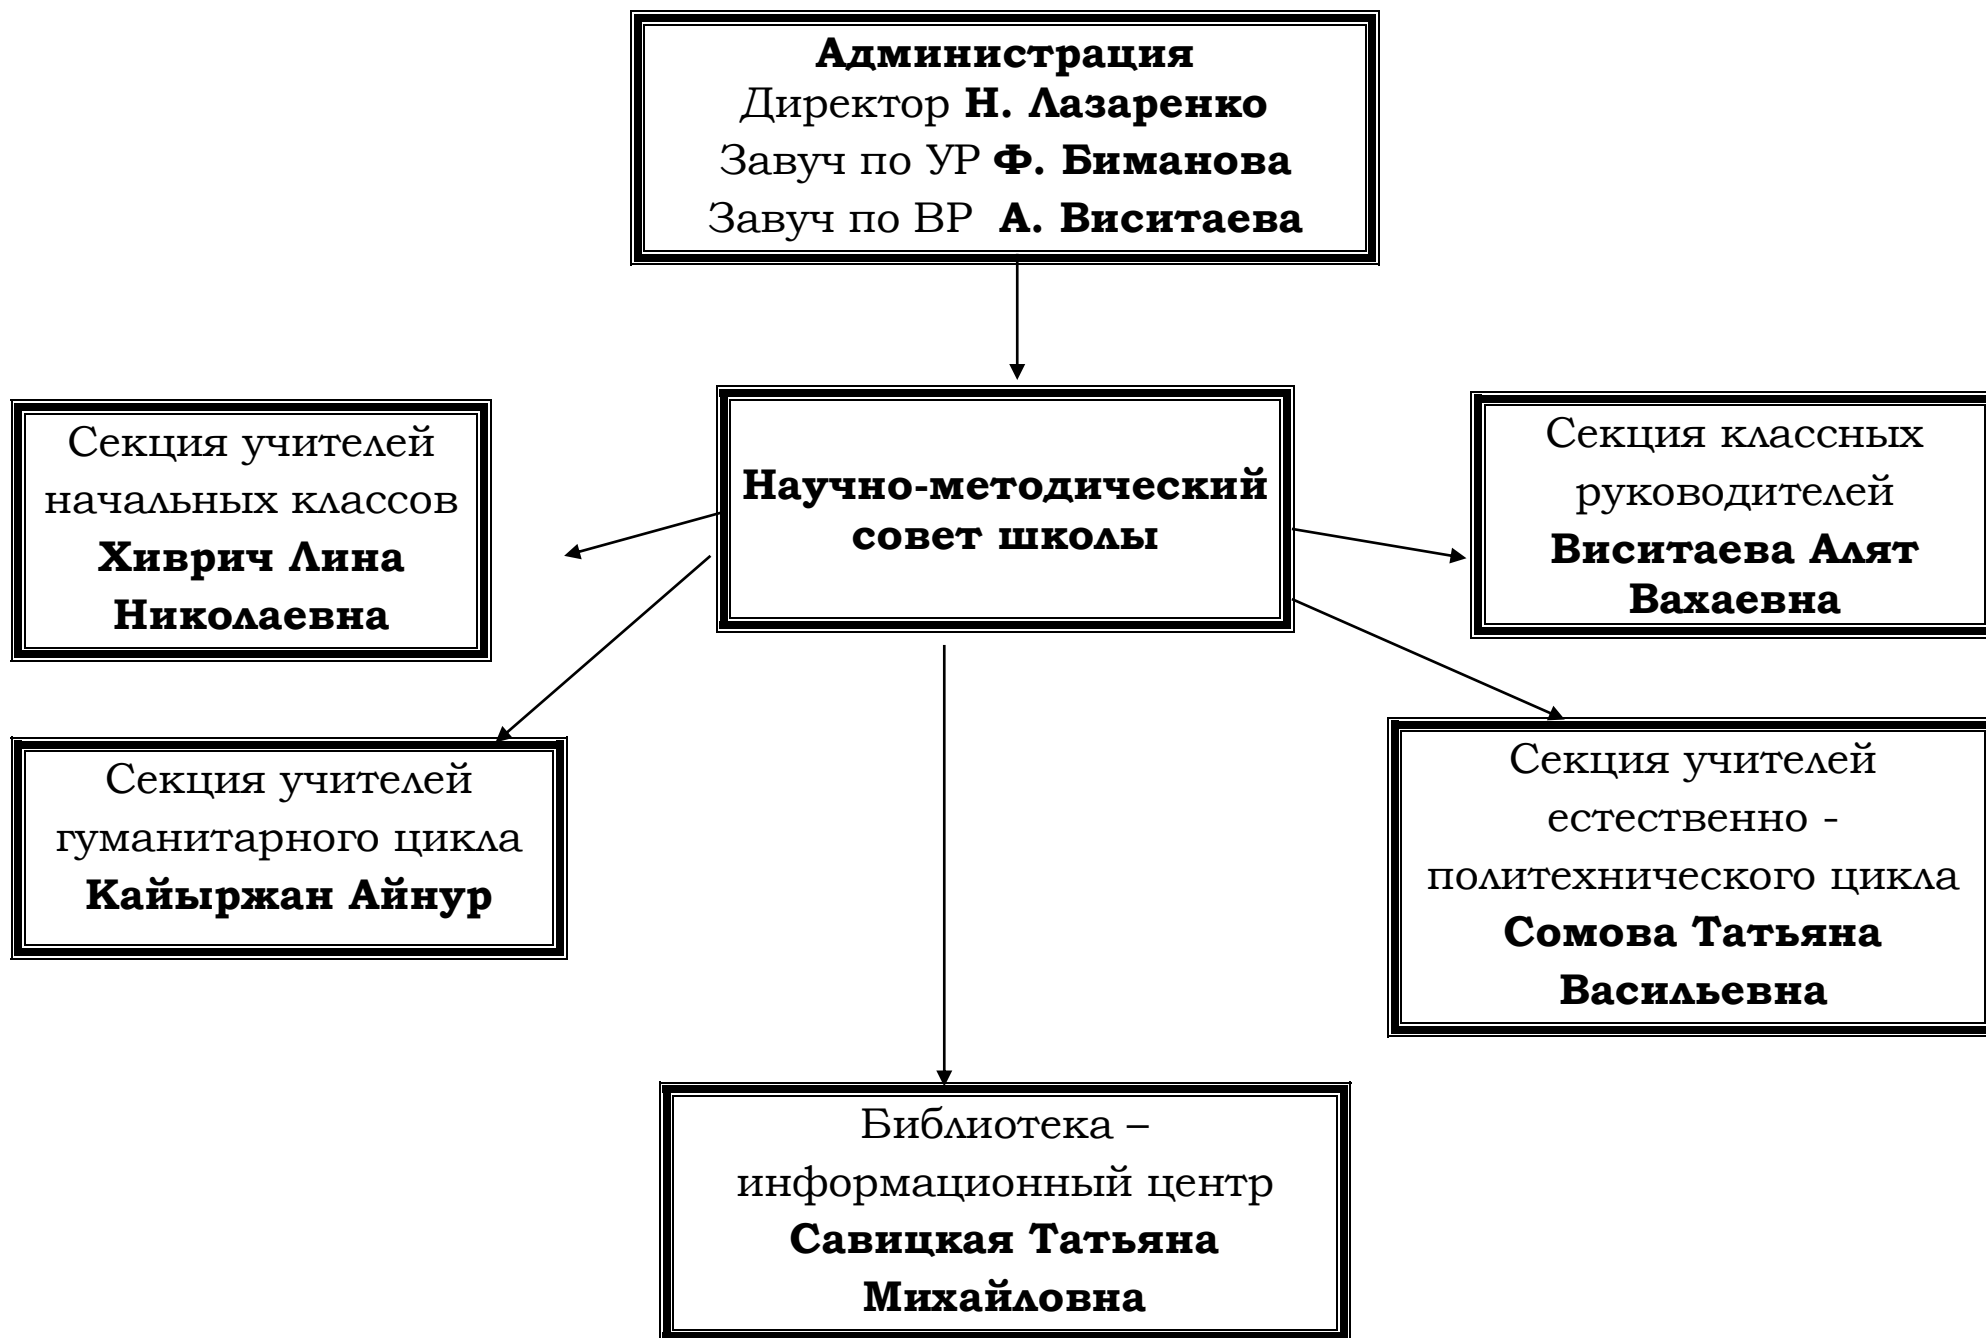 Администрация
Директор Н. Лазаренко
Завуч по УР Ф. Биманова
Завуч по ВР А. Виситаева
Секция учителей
начальных классов
Хиврич Лина
Николаевна
Научно-методический
совет школы
Секция классных
руководителей
Виситаева Алят
Вахаевна
Секция учителей
гуманитарного цикла
Кайыржан Айнур
Секция учителей
естественно -
политехнического цикла
Сомова Татьяна
Васильевна
Библиотека –
информационный центр
Савицкая Татьяна
Михайловна